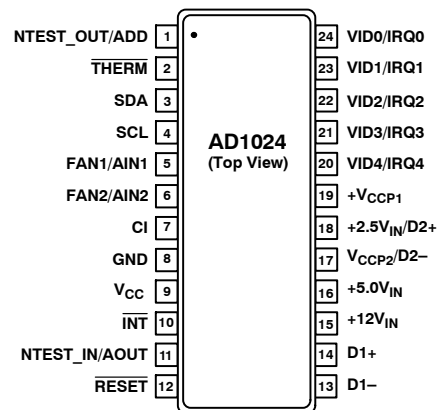 NTEST_OUT/ADD 1
THERM 2
SDA 3
SCL 4
FAN1/AIN1 5
FAN2/AIN2 6
CI 7
GND 8
VCC 9
INT 10
NTEST_IN/AOUT 11
RESET 12
AD1024
(Top View)
24 VID0/IRQ0
23 VID1/IRQ1
22 VID2/IRQ2
21 VID3/IRQ3
20 VID4/IRQ4
19 +VCCP1
18 +2.5VIN/D2+
17 VCCP2/D2–
16 +5.0VIN
15 +12VIN
14 D1+
13 D1–